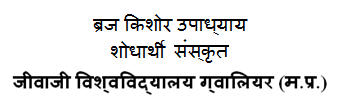 ब्रज किशोर उपाध्याय
शोधार्थी संस्कृत
जीवाजी विश्वविद्यालय ग्वालियर (म.प्र.)